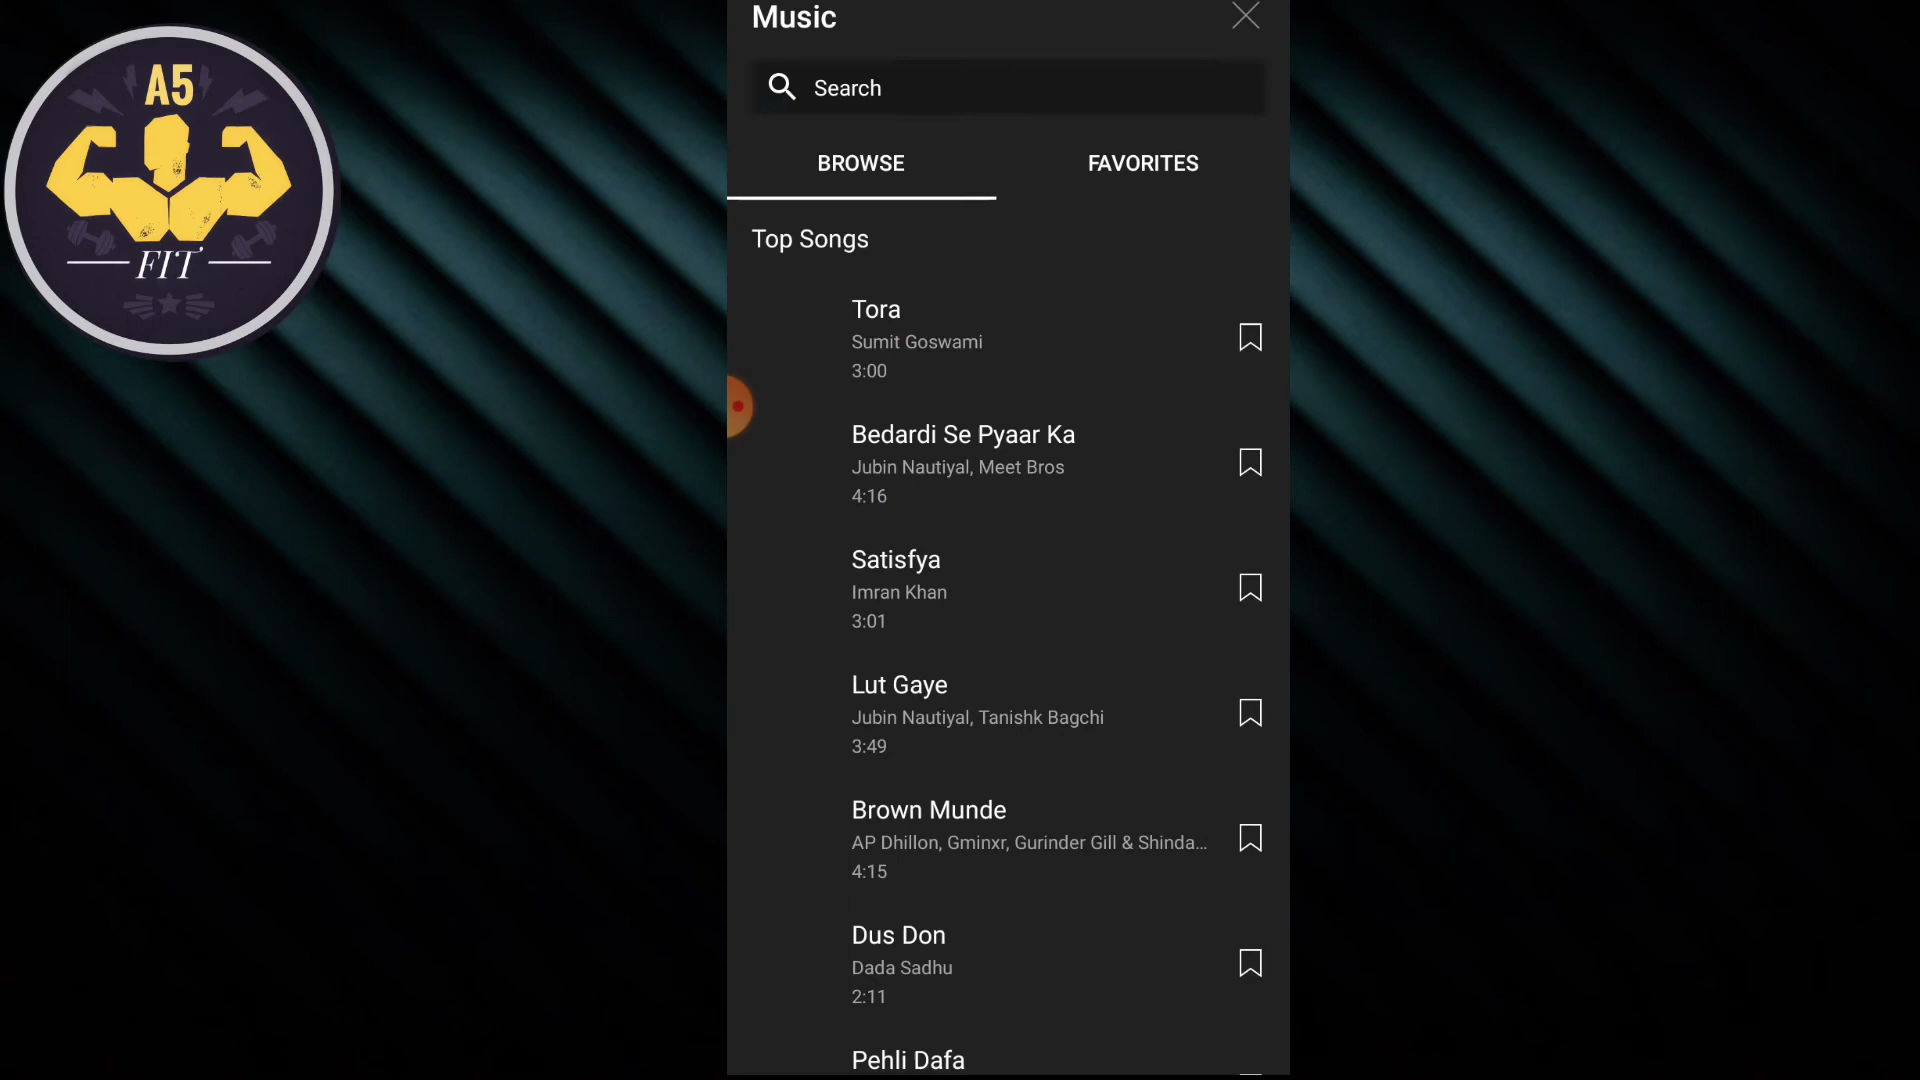 A5
FIT
Music
Search
BROWSE
FAVORITES
Top Songs
Tora
Sumit Goswami
3:00
Bedardi Se Pyaar Ka
Jubin Nautiyal, Meet Bros
4:16
Satisfya
Imran Khan
3:01
Lut Gaye
Jubin Nautiyal, Tanishk Bagchi
3:49
Brown Munde
AP Dhillon, Gminxr, Gurinder Gill & Shinda...
4:15
Dus Don
Dada Sadhu
2:11
Pehli Dafa